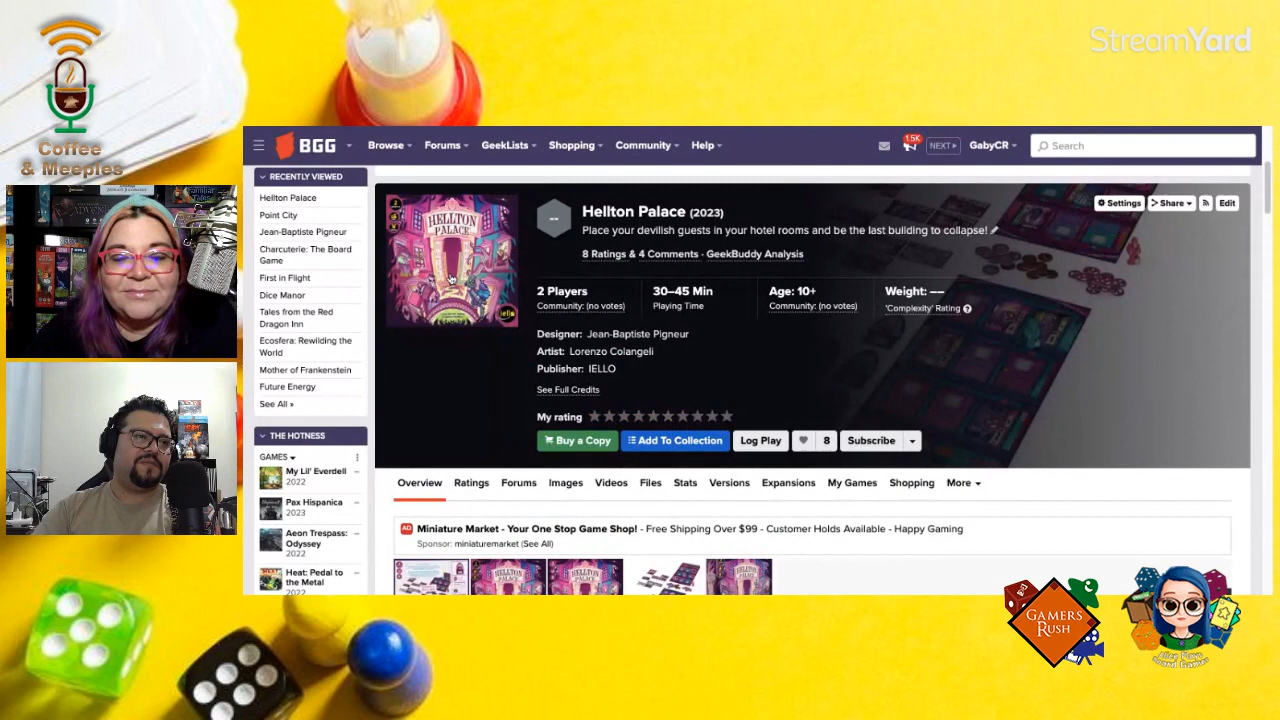 StreamYard
Coffee
& Meeples
BGG
Browse
Forums
GeekLists
Shopping
Community
Help
1.5K
NEXT
GabyCR
Search
RECENTLY VIEWED
Hellton Palace
Point City
Jean-Baptiste Pigneur
Charcuterie: The Board
Game
First in Flight
Dice Manor
Tales from the Red
Dragon Inn
Ecosfera: Rewilding the
World
Mother of Frankenstein
Future Energy
See All »
THE HOTNESS
GAMES
My Lil' Everdell
2022
Pax Hispanica
2023
Aeon Trespass:
Odyssey
2022
Heat: Pedal to
the Metal
2022
HELLTON
PALACE
iello
--
Hellton Palace (2023)
Place your devilish guests in your hotel rooms and be the last building to collapse!
8 Ratings & 4 Comments · GeekBuddy Analysis
Settings
Share
Edit
2 Players
Community: (no votes)
30–45 Min
Playing Time
Age: 10+
Community: (no votes)
Weight: --
'Complexity' Rating
Designer: Jean-Baptiste Pigneur
Artist: Lorenzo Colangeli
Publisher: IELLO
See Full Credits
My rating
Buy a Copy
Add To Collection
Log Play
8
Subscribe
Overview
Ratings
Forums
Images
Videos
Files
Stats
Versions
Expansions
My Games
Shopping
More
AD
Miniature Market - Your One Stop Game Shop! - Free Shipping Over $99 - Customer Holds Available - Happy Gaming
Sponsor: miniaturemarket (See All)
HELLTON
HELLTON
HELLTON
GAMERS
RUSH
Board Games